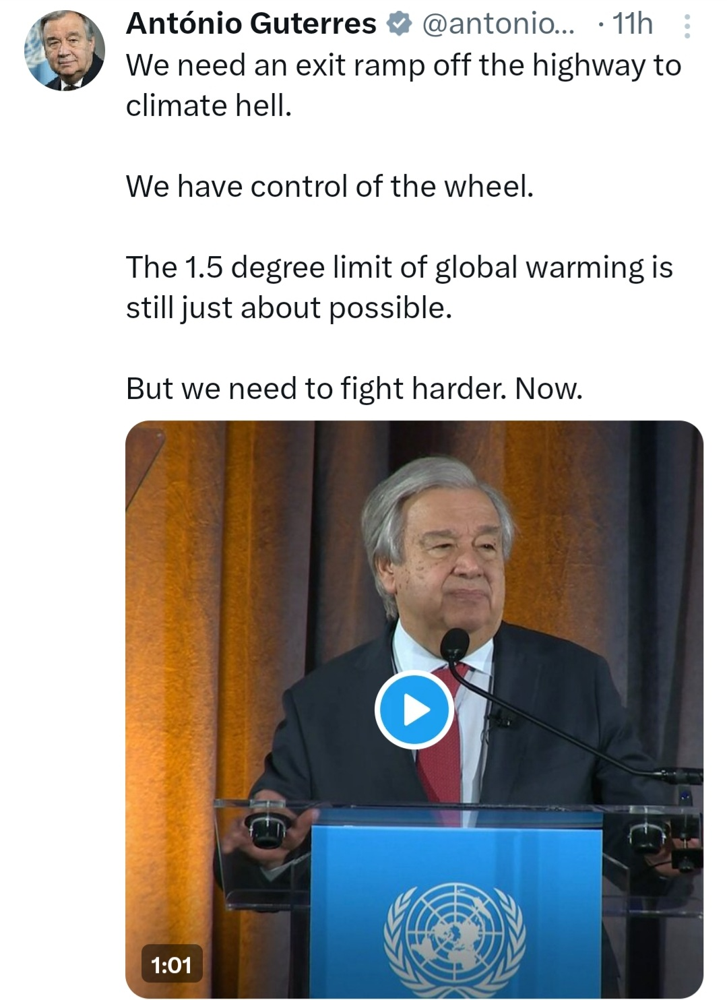 António Guterres @antonio... · 11h
We need an exit ramp off the highway to
climate hell.
We have control of the wheel.
The 1.5 degree limit of global warming is
still just about possible.
But we need to fight harder. Now.
1:01